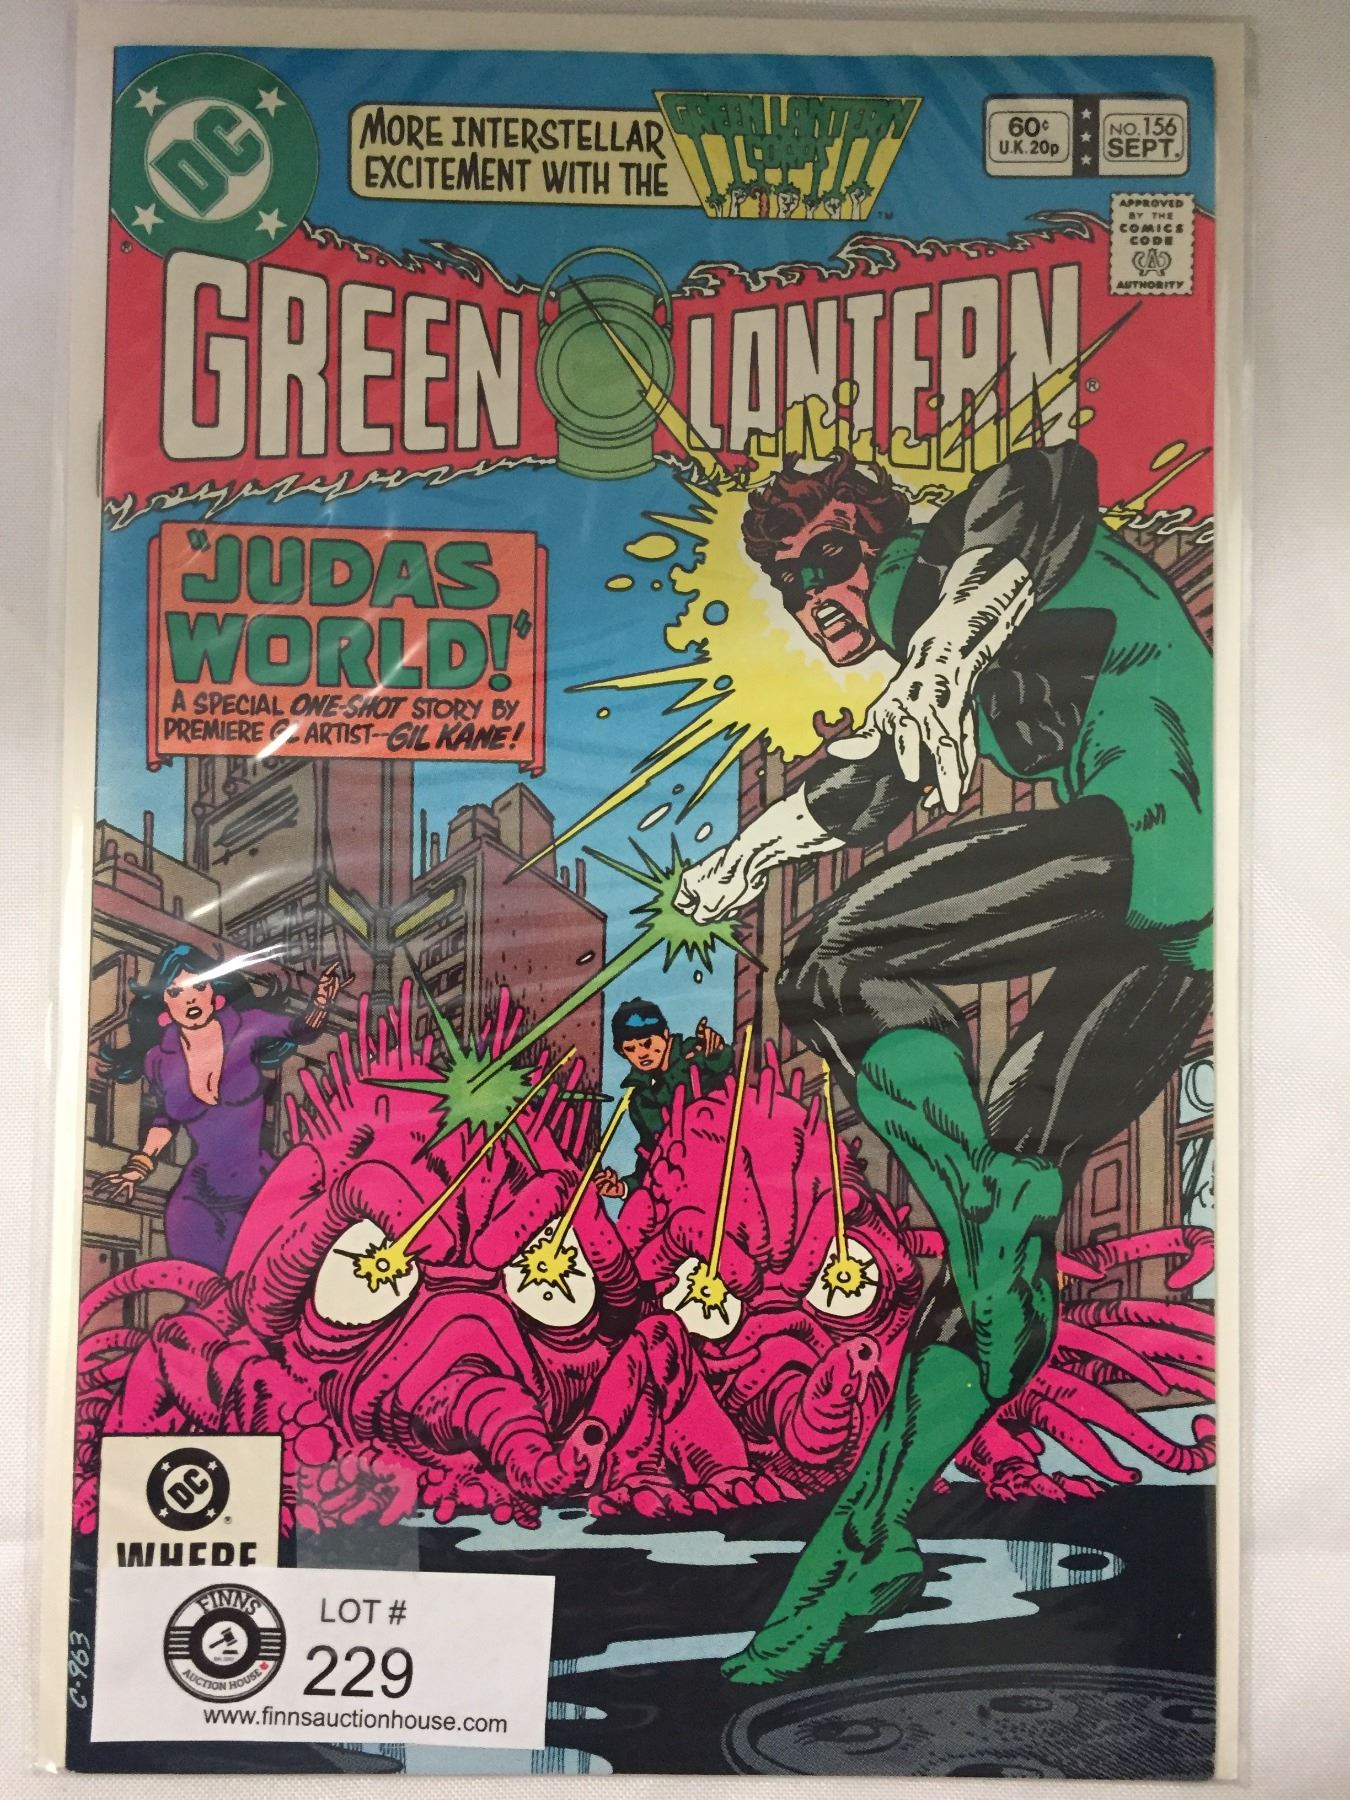 DC
MORE INTERSTELLAR
EXCITEMENT WITH THE
GREEN LANTERN
CORPS
TM
60¢
U.K. 20p
NO. 156
SEPT.
APPROVED
BY THE
COMICS
CODE
CA
AUTHORITY
®
GREEN LANTERN
®
"JUDAS
WORLD!"
A SPECIAL ONE-SHOT STORY BY
PREMIERE GL ARTIST--GIL KANE!
DC
®
WHERE
C-963
FINNS
AUCTION HOUSE
LOT #
229
www.finnsauctionhouse.com